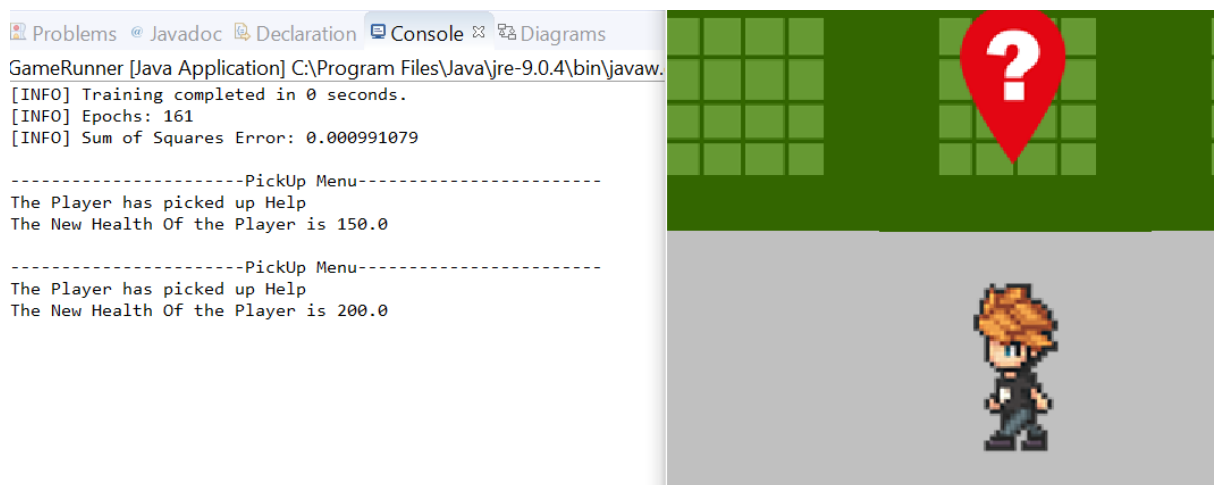 Problems @ Javadoc Declaration Console Diagrams
GameRunner [Java Application] C:\Program Files\Java\jre-9.0.4\bin\javaw.
[INFO] Training completed in 0 seconds.
[INFO] Epochs: 161
[INFO] Sum of Squares Error: 0.000991079
-----------------------PickUp Menu------------------------
The Player has picked up Help
The New Health Of the Player is 150.0
-----------------------PickUp Menu------------------------
The Player has picked up Help
The New Health Of the Player is 200.0
?